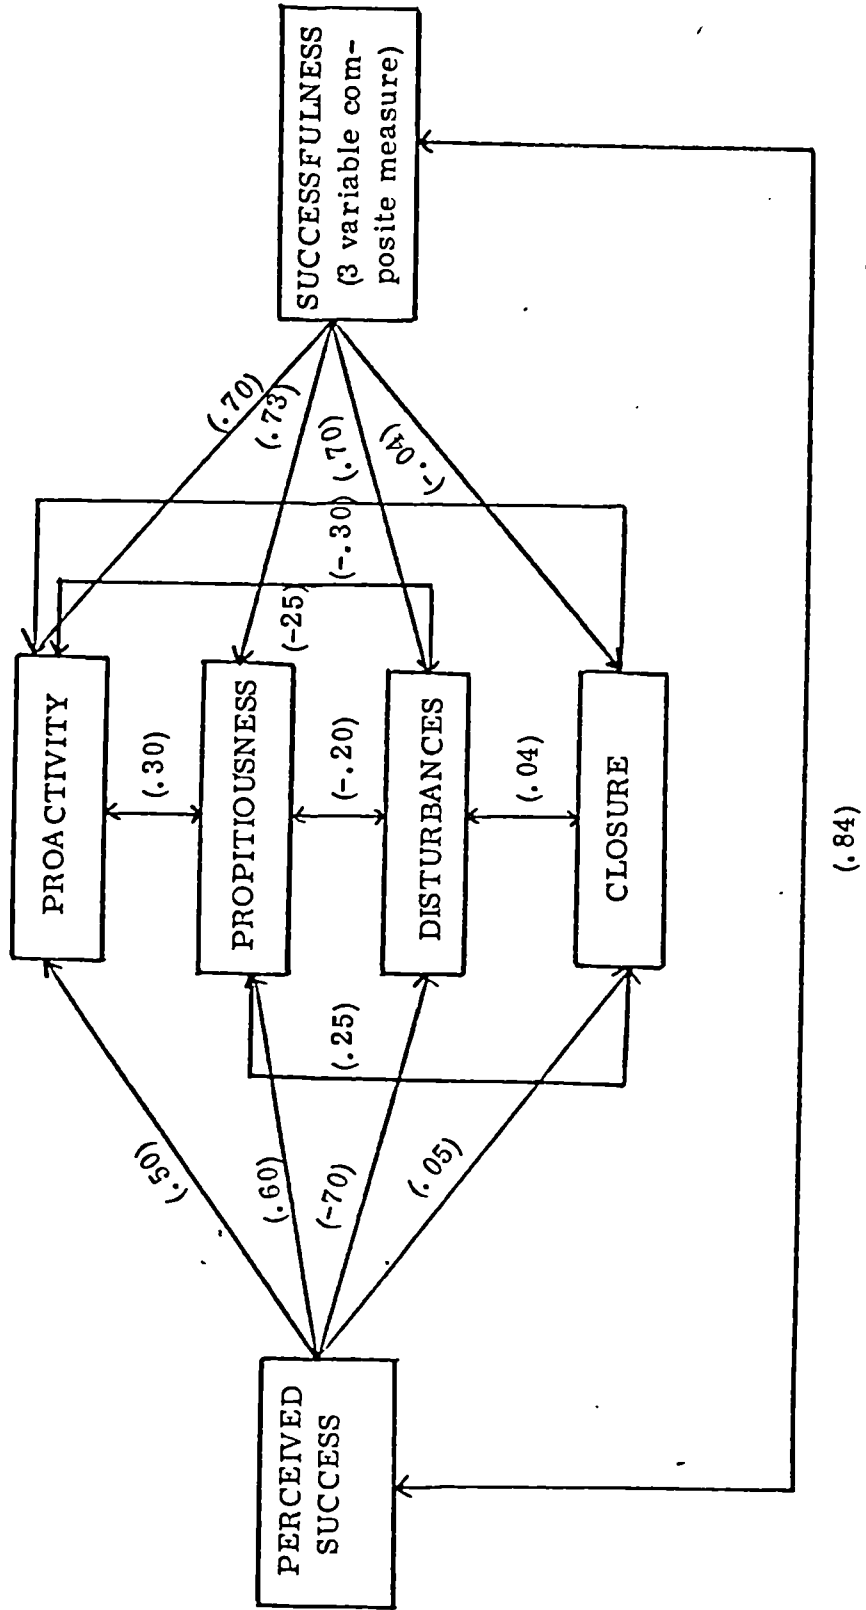 PROACTIVITY
(.50)
(.70)
(.30)
(.73)
PROPITIOUSNESS
(-25)
(.60)
SUCCESSFULNESS
(3 variable com-
posite measure)
(-.20)
(-.30)
(.70)
PERCEIVED
SUCCESS
(-70)
(.25)
DISTURBANCES
(-.04)
(.05)
(.04)
CLOSURE
(.84)